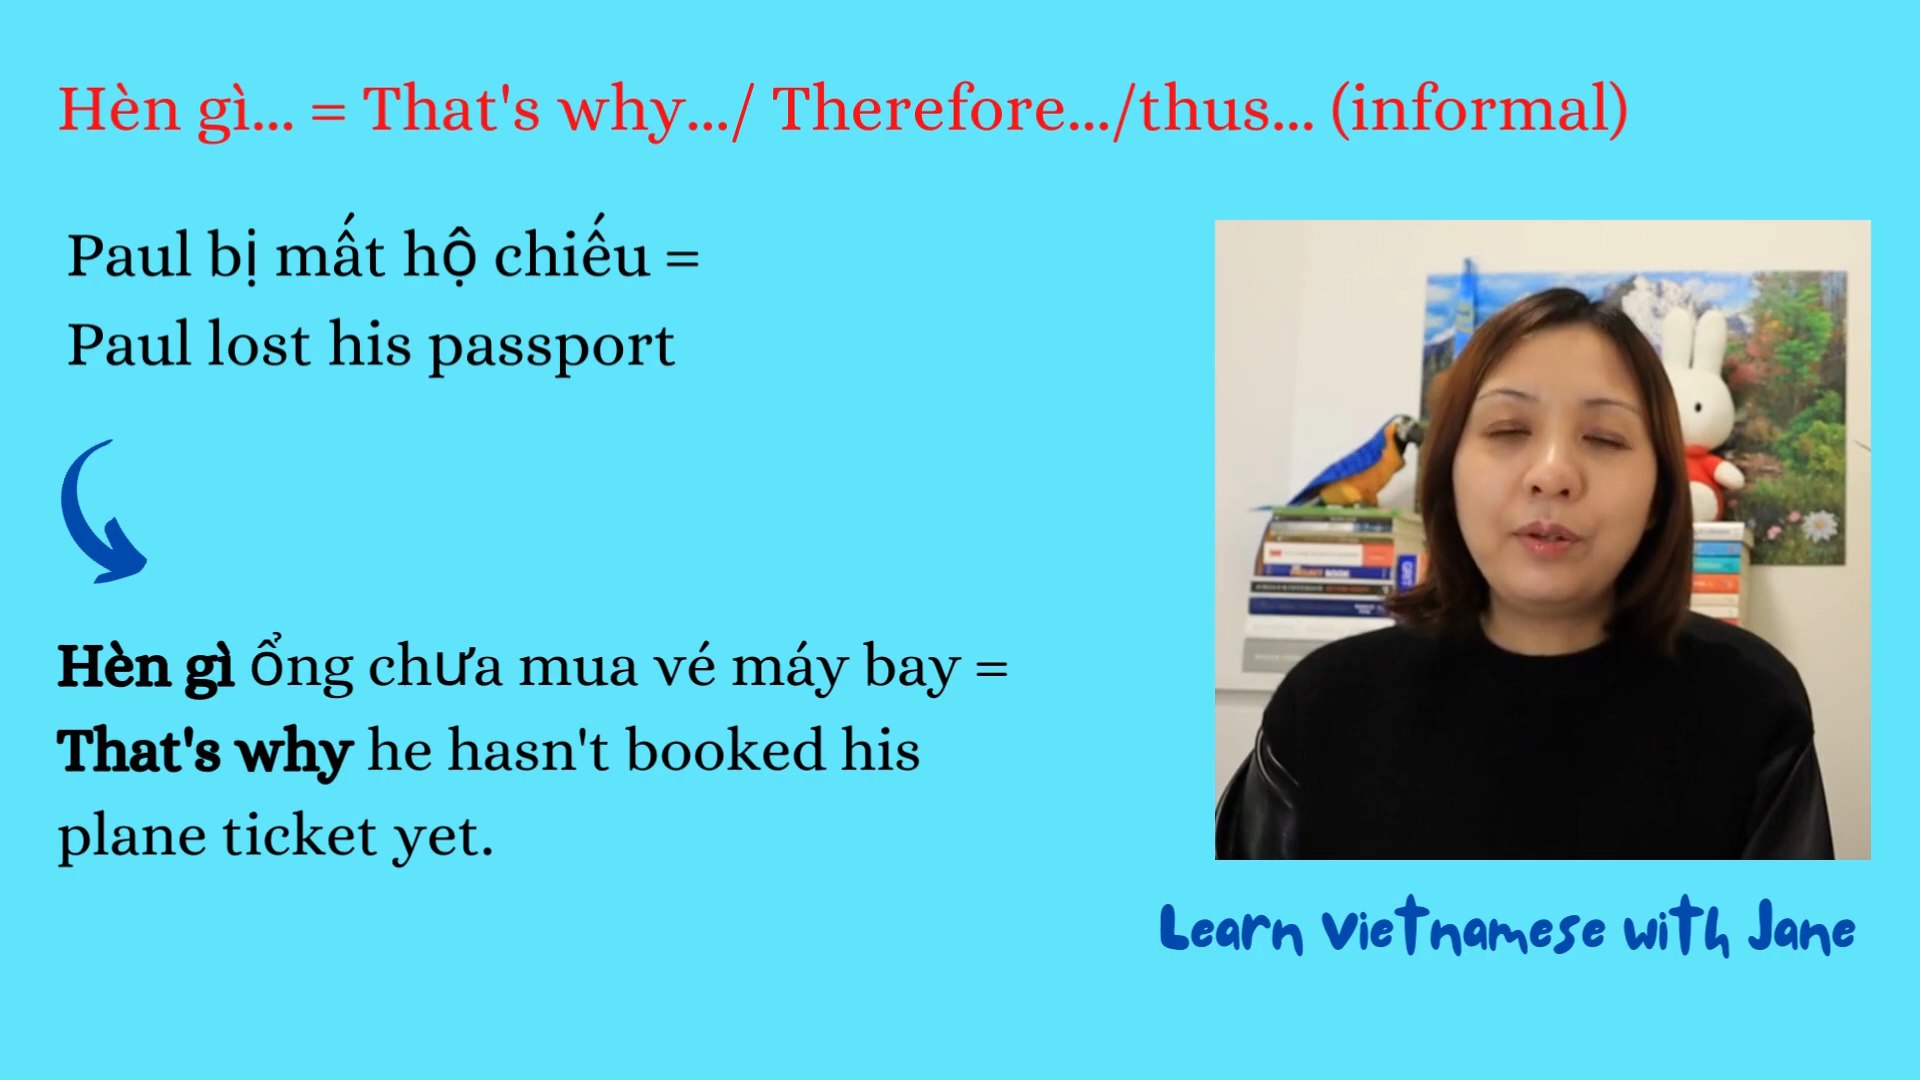 Hèn gì... = That's why.../ Therefore.../thus... (informal)
Paul bị mất hộ chiếu =
Paul lost his passport
Hèn gì ổng chưa mua vé máy bay =
That's why he hasn't booked his
plane ticket yet.
Learn Vietnamese with Jane